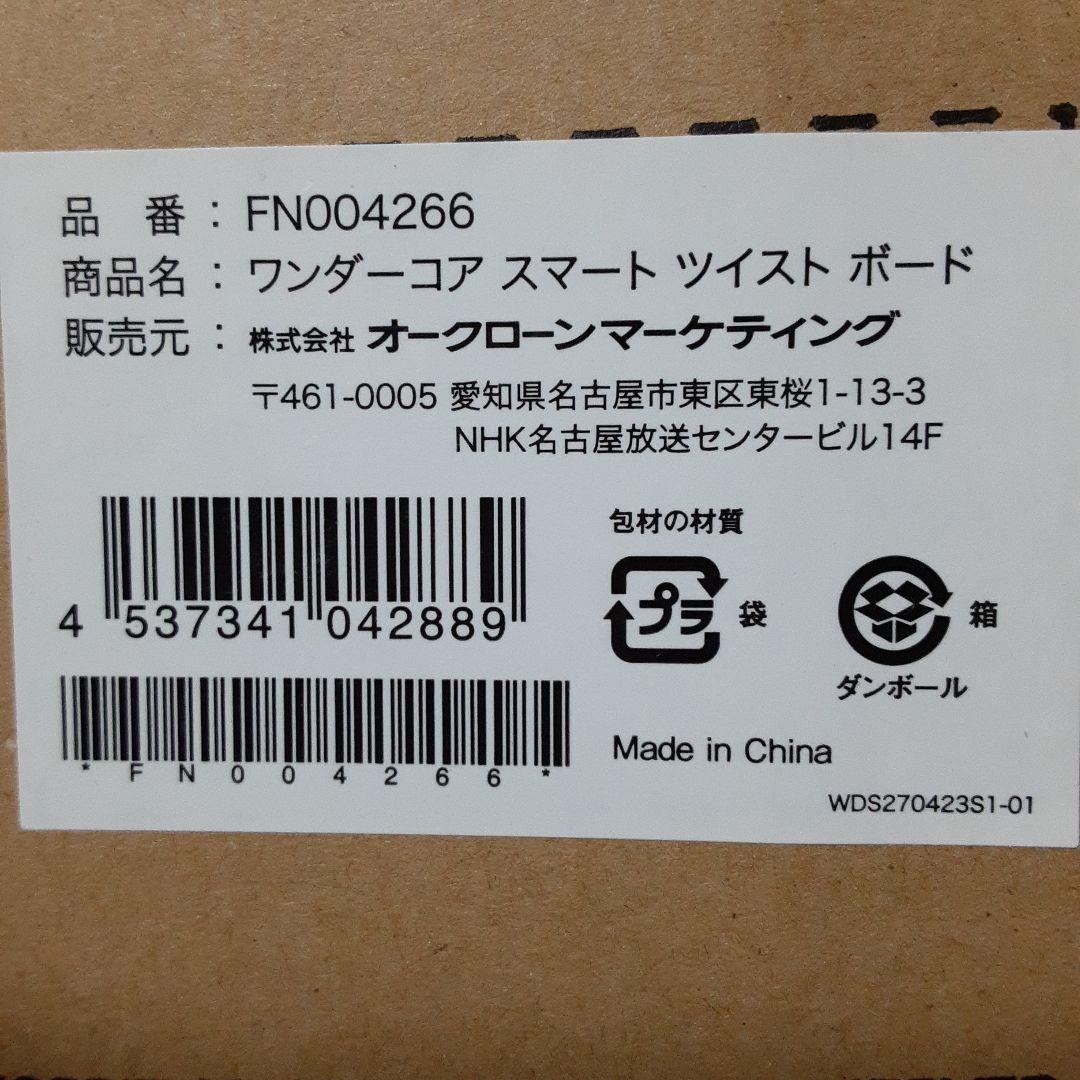 品 番 : FN004266
商品名 : ワンダーコア スマート ツイスト ボード
販売元 : 株式会社 オークローンマーケティング
〒461-0005 愛知県名古屋市東区東桜1-13-3
NHK名古屋放送センタービル14F
包材の材質
4 537341 042889
プラ 袋
箱
ダンボール
*FN004266*
Made in China
WDS270423S1-01